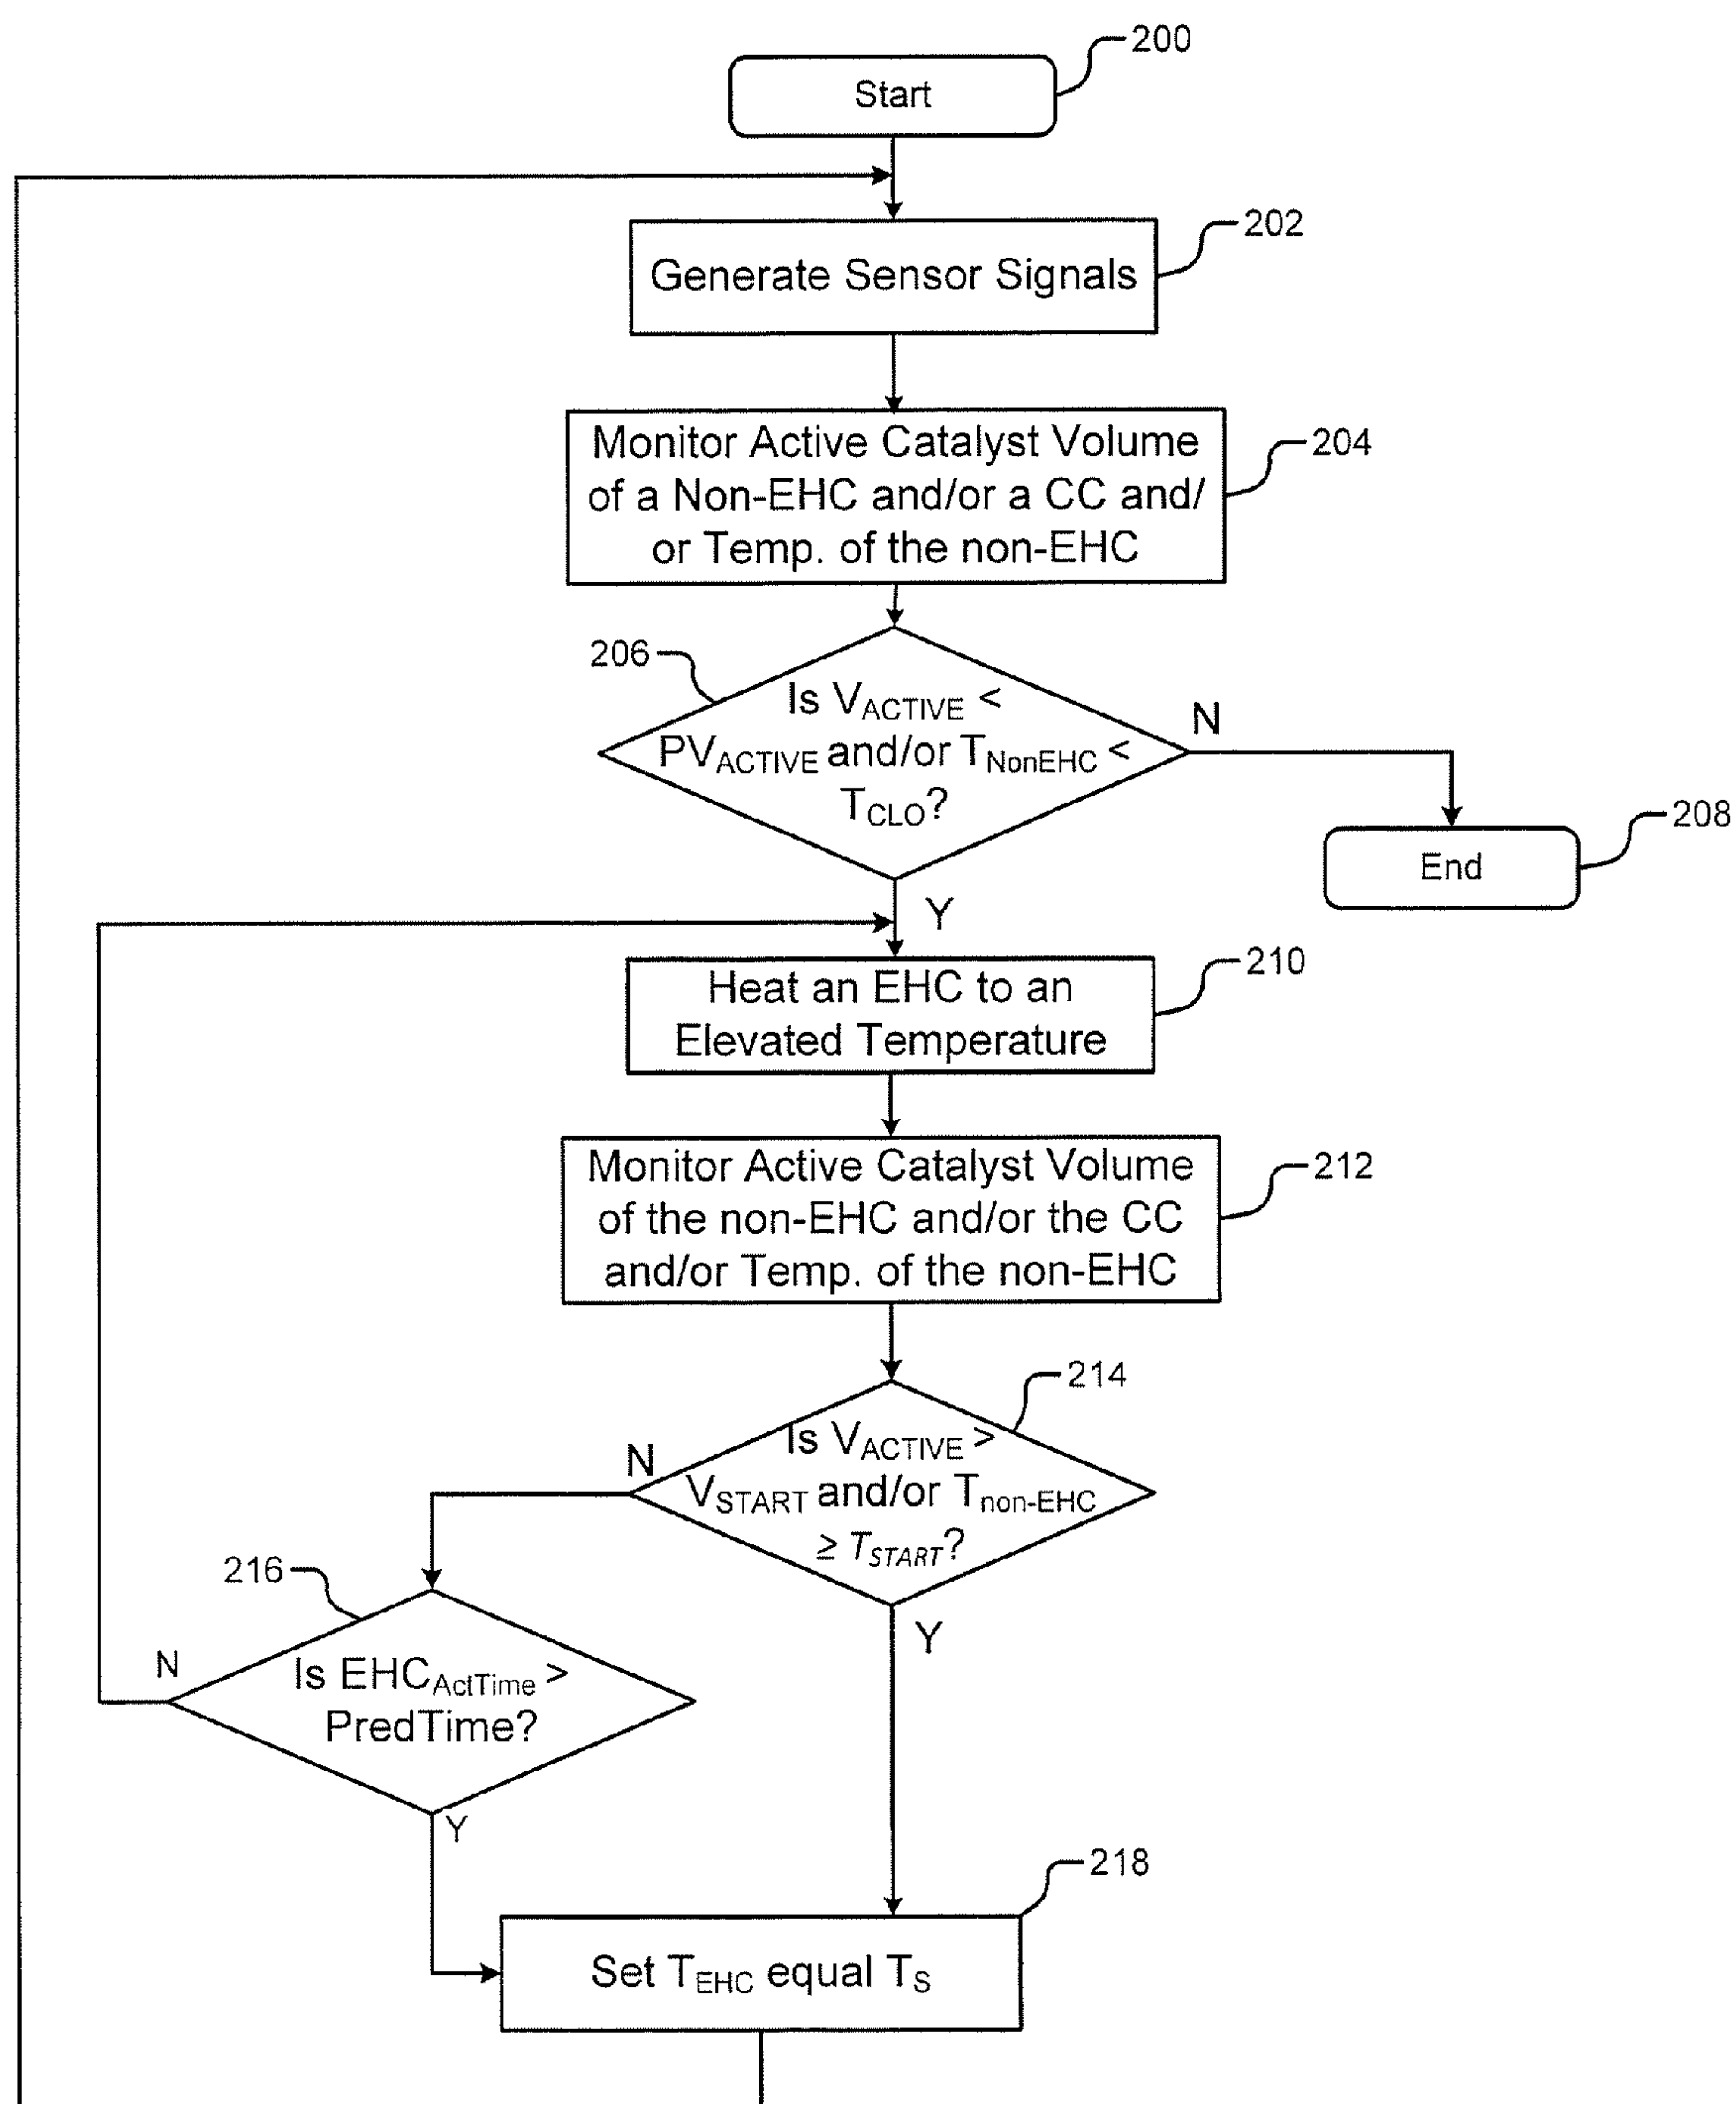 200
Start
202
Generate Sensor Signals
204
Monitor Active Catalyst Volume
of a Non-EHC and/or a CC and/
or Temp. of the non-EHC
206
Is VACTIVE <
PVACTIVE and/or TNonEHC <
TCLO?
N
208
End
Y
210
Heat an EHC to an
Elevated Temperature
212
Monitor Active Catalyst Volume
of the non-EHC and/or the CC
and/or Temp. of the non-EHC
214
Is VACTIVE >
VSTART and/or Tnon-EHC
≥ TSTART?
N
Y
216
Is EHCActTime >
PredTime?
N
Y
218
Set TEHC equal TS